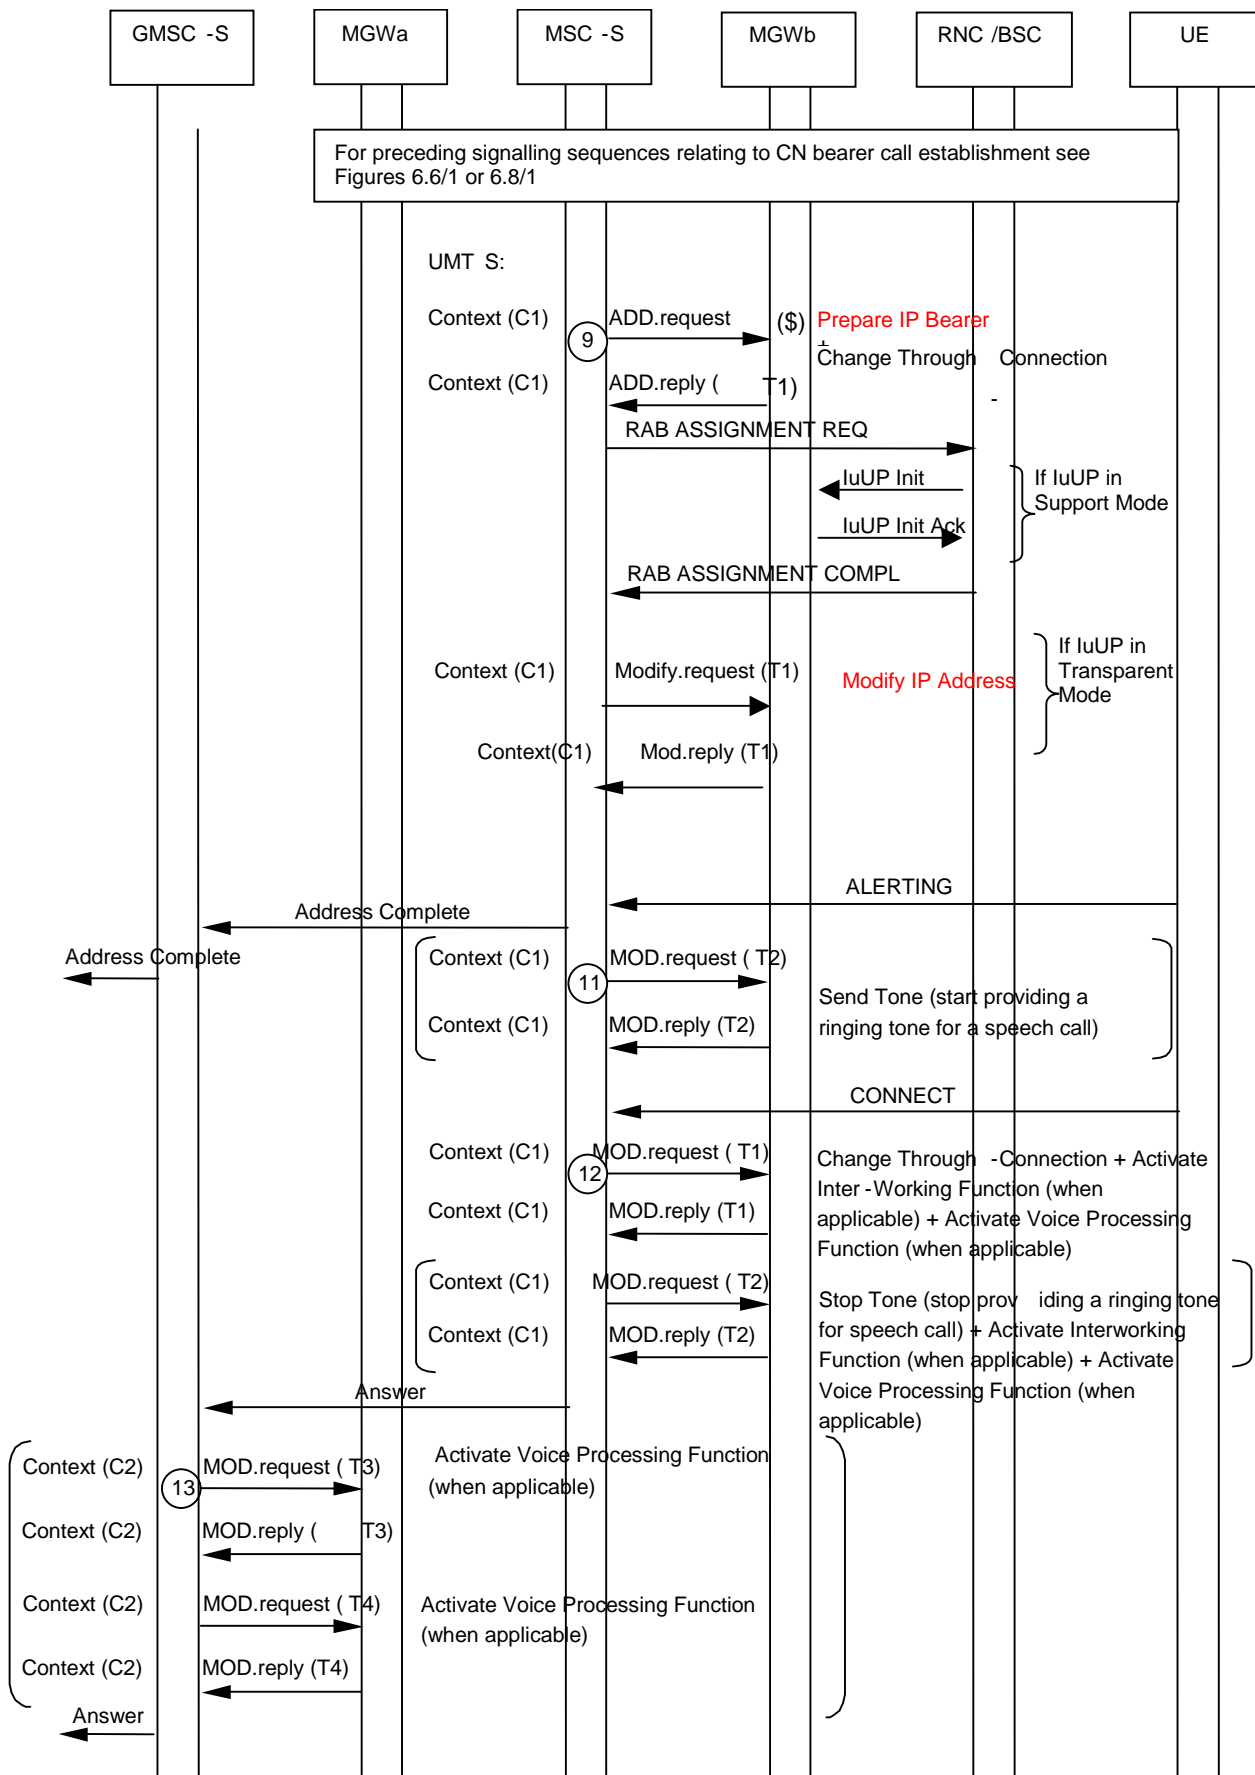 GMSC -S
MGWa
MSC -S
MGWb
RNC /BSC
UE
For preceding signalling sequences relating to CN bearer call establishment see
Figures 6.6/1 or 6.8/1
UMT S:
Context (C1)
9
ADD.request
($)
Prepare IP Bearer
+
Change Through Connection
-
Context (C1)
ADD.reply ( T1)
RAB ASSIGNMENT REQ
IuUP Init
If IuUP in
Support Mode
IuUP Init Ack
RAB ASSIGNMENT COMPL
If IuUP in
Transparent
Mode
Context (C1)
Modify.request (T1)
Modify IP Address
Context(C1)
Mod.reply (T1)
ALERTING
Address Complete
Address Complete
Context (C1)
11
MOD.request ( T2)
Send Tone (start providing a
ringing tone for a speech call)
Context (C1)
MOD.reply (T2)
CONNECT
Context (C1)
12
MOD.request ( T1)
Change Through -Connection + Activate
Inter -Working Function (when
applicable) + Activate Voice Processing
Function (when applicable)
Context (C1)
MOD.reply (T1)
Context (C1)
MOD.request ( T2)
Stop Tone (stop prov iding a ringing tone
for speech call) + Activate Interworking
Function (when applicable) + Activate
Voice Processing Function (when
applicable)
Context (C1)
MOD.reply (T2)
Answer
Context (C2)
13
MOD.request ( T3)
Activate Voice Processing Function
(when applicable)
Context (C2)
MOD.reply ( T3)
Context (C2)
MOD.request ( T4)
Activate Voice Processing Function
(when applicable)
Context (C2)
MOD.reply (T4)
Answer